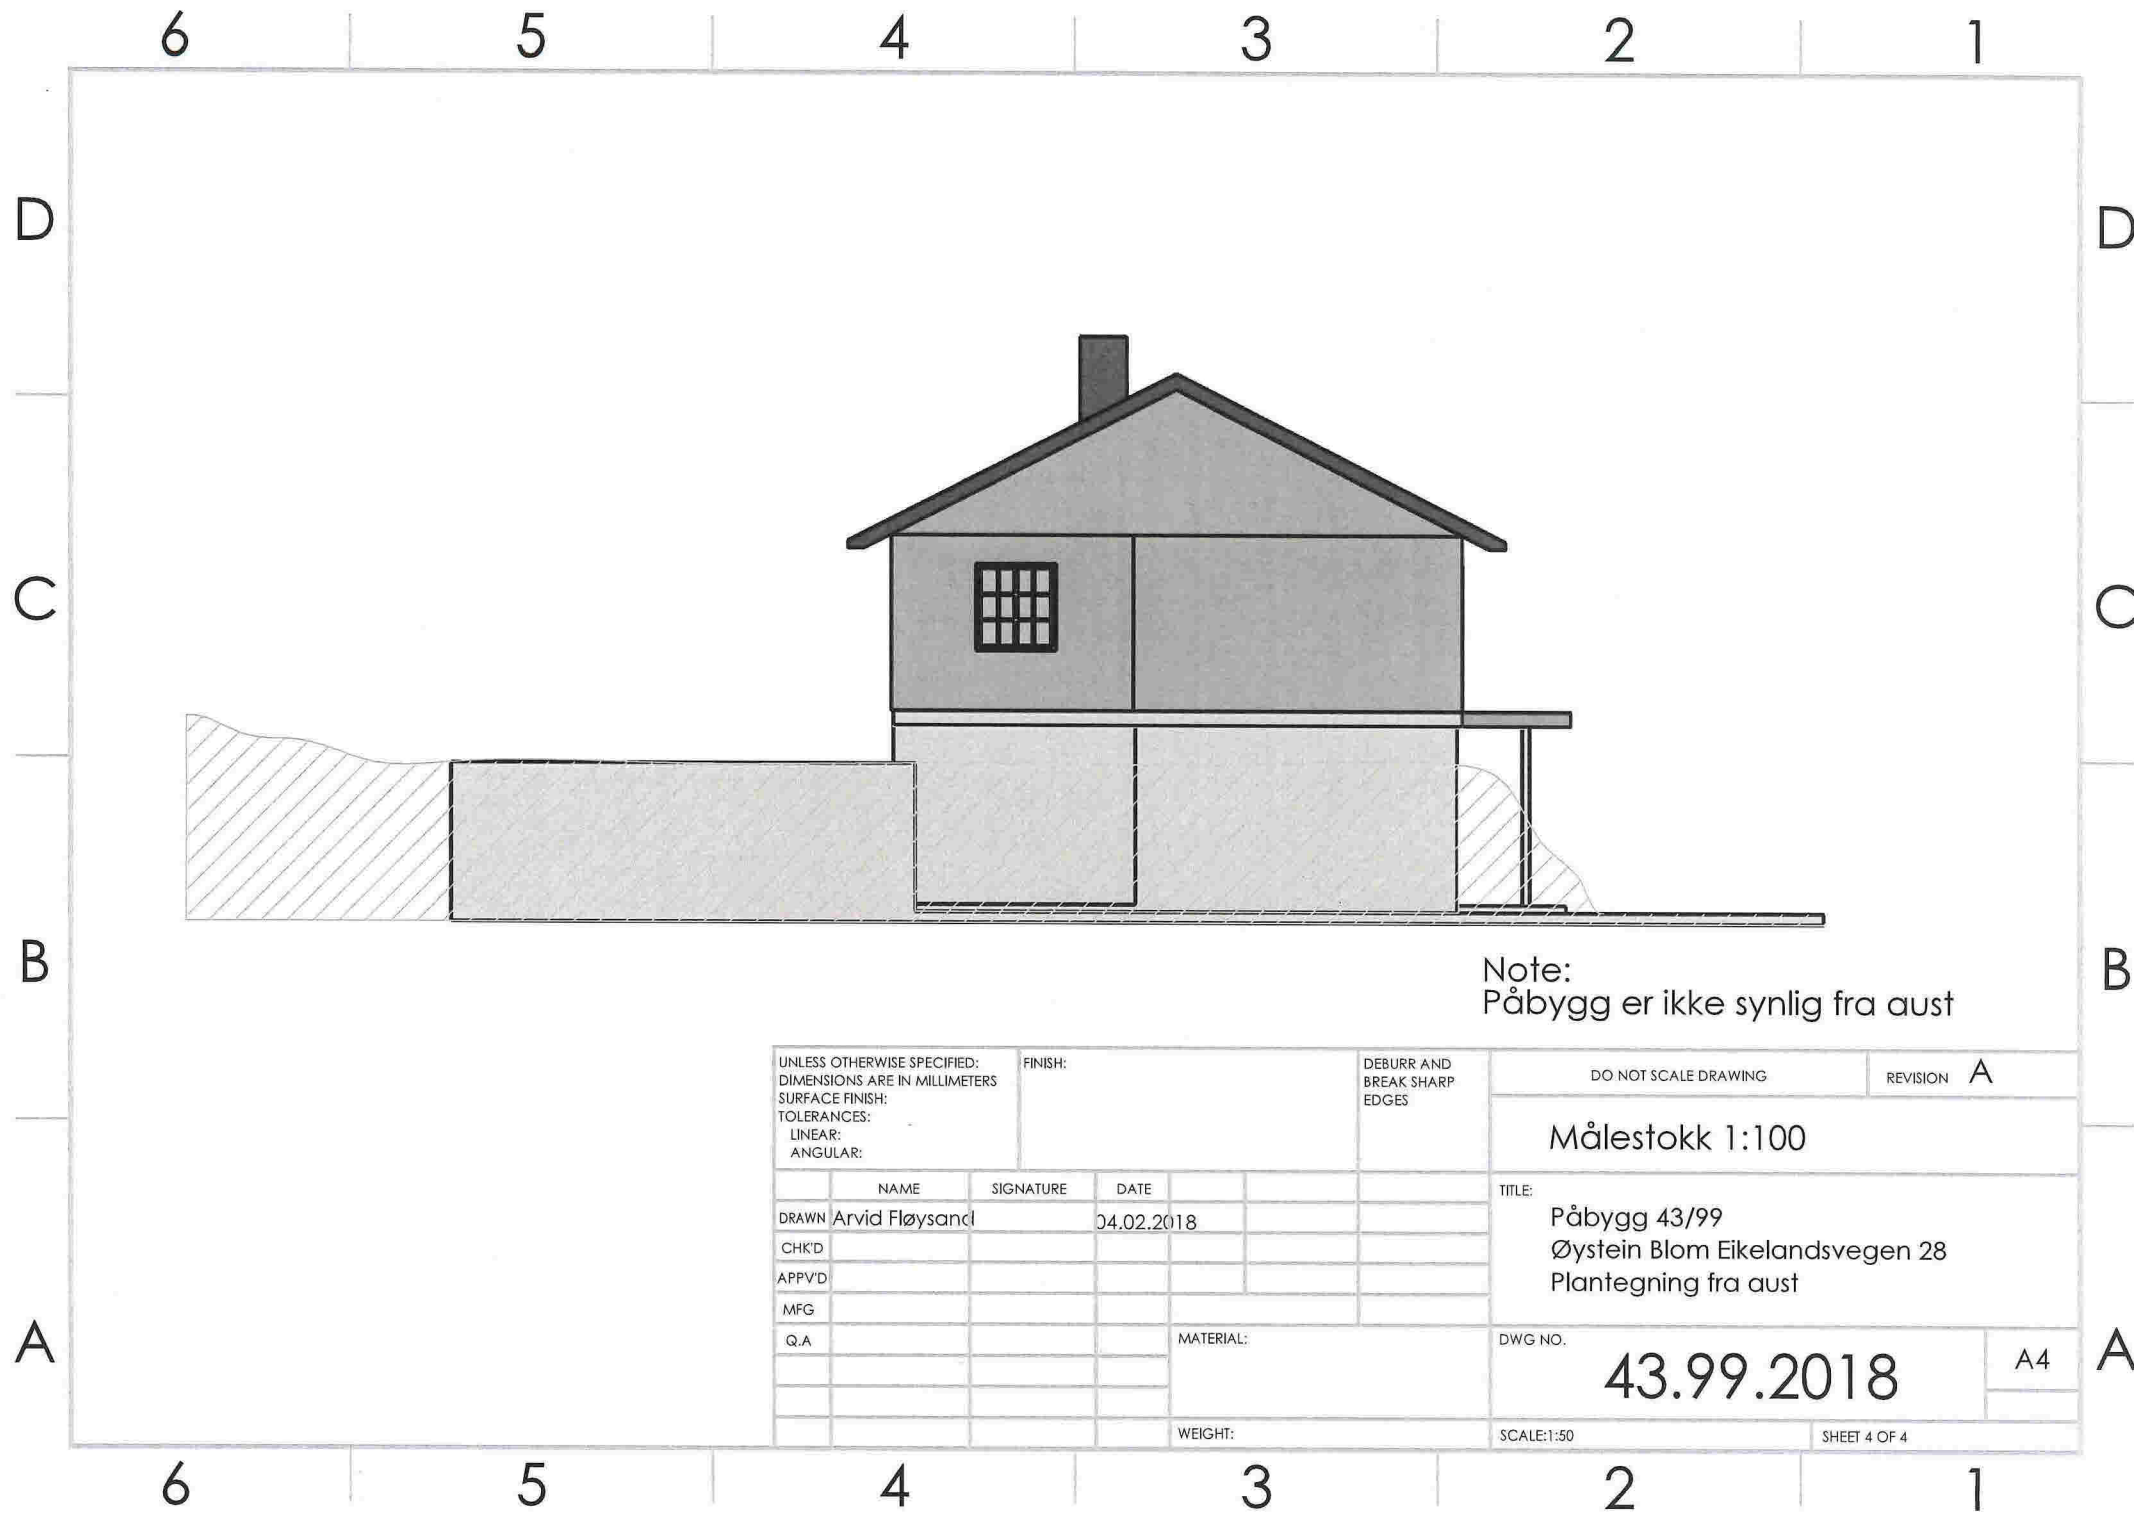 6 5 4 3 2 1
D D
C C
B B
A A
Note:
Påbygg er ikke synlig fra aust
UNLESS OTHERWISE SPECIFIED:
DIMENSIONS ARE IN MILLIMETERS
SURFACE FINISH:
TOLERANCES:
LINEAR:
ANGULAR:
FINISH:
DEBURR AND
BREAK SHARP
EDGES
DO NOT SCALE DRAWING
REVISION A
Målestokk 1:100
NAME SIGNATURE DATE
DRAWN Arvid Fløysand 04.02.2018
CHK'D
APPV'D
MFG
Q.A
MATERIAL:
WEIGHT:
TITLE:
Påbygg 43/99
Øystein Blom Eikelandsvegen 28
Plantegning fra aust
DWG NO.
43.99.2018
A4
SCALE:1:50
SHEET 4 OF 4
6 5 4 3 2 1